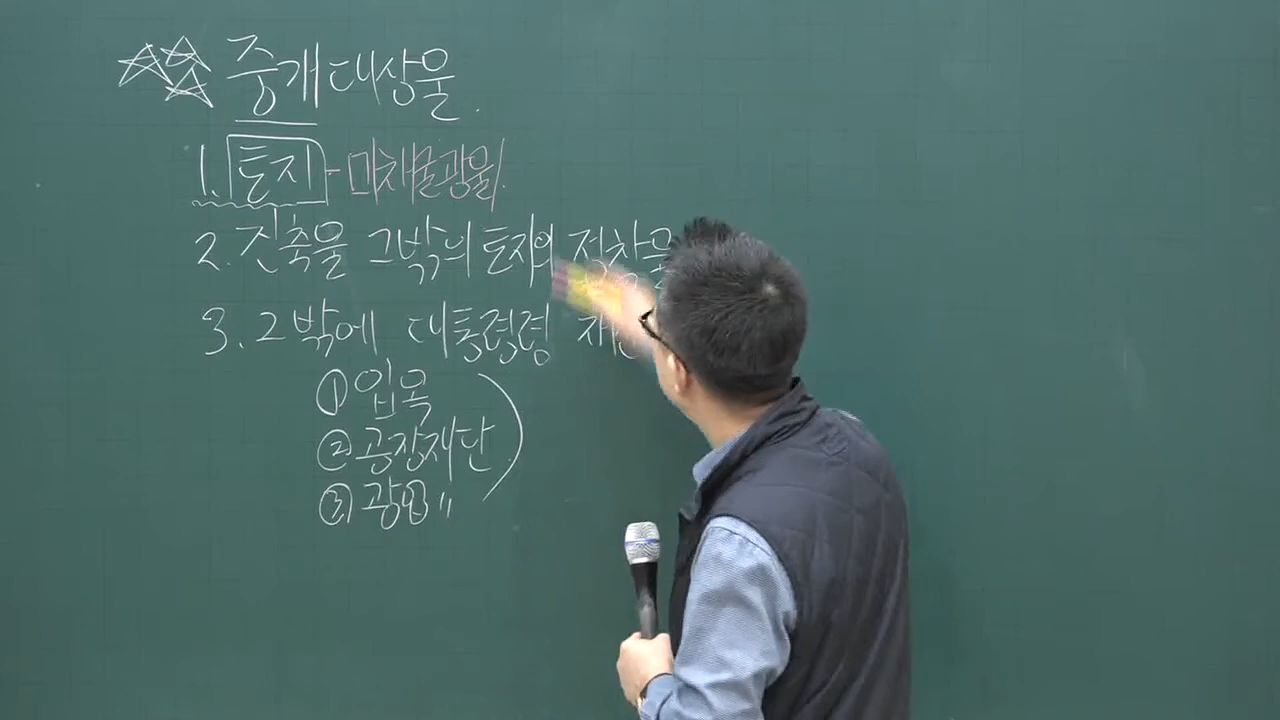 중개대상물.
1. 토지 - 미채굴광물.
2. 건축물 그밖의 토지의 정착물
3. 그밖에 대통령령 재산
① 입목
② 공장재단
③ 광업 〃